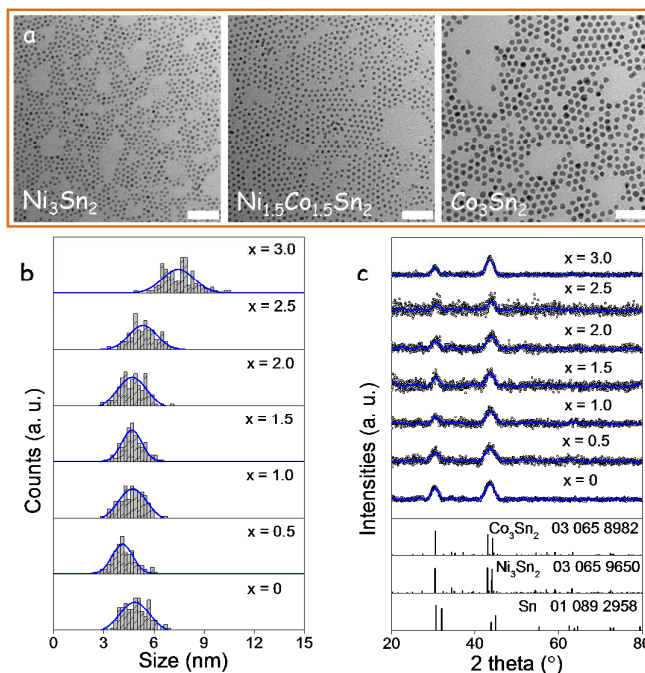 a
Ni3Sn2
Ni1.5Co1.5Sn2
Co3Sn2
b
x = 3.0
x = 2.5
x = 2.0
x = 1.5
x = 1.0
x = 0.5
x = 0
Counts (a. u.)
0 3 6 9 12 15
Size (nm)
c
x = 3.0
x = 2.5
x = 2.0
x = 1.5
x = 1.0
x = 0.5
x = 0
Co3Sn2 03 065 8982
Ni3Sn2 03 065 9650
Sn 01 089 2958
Intensities (a. u.)
20 40 60 80
2 theta (°)